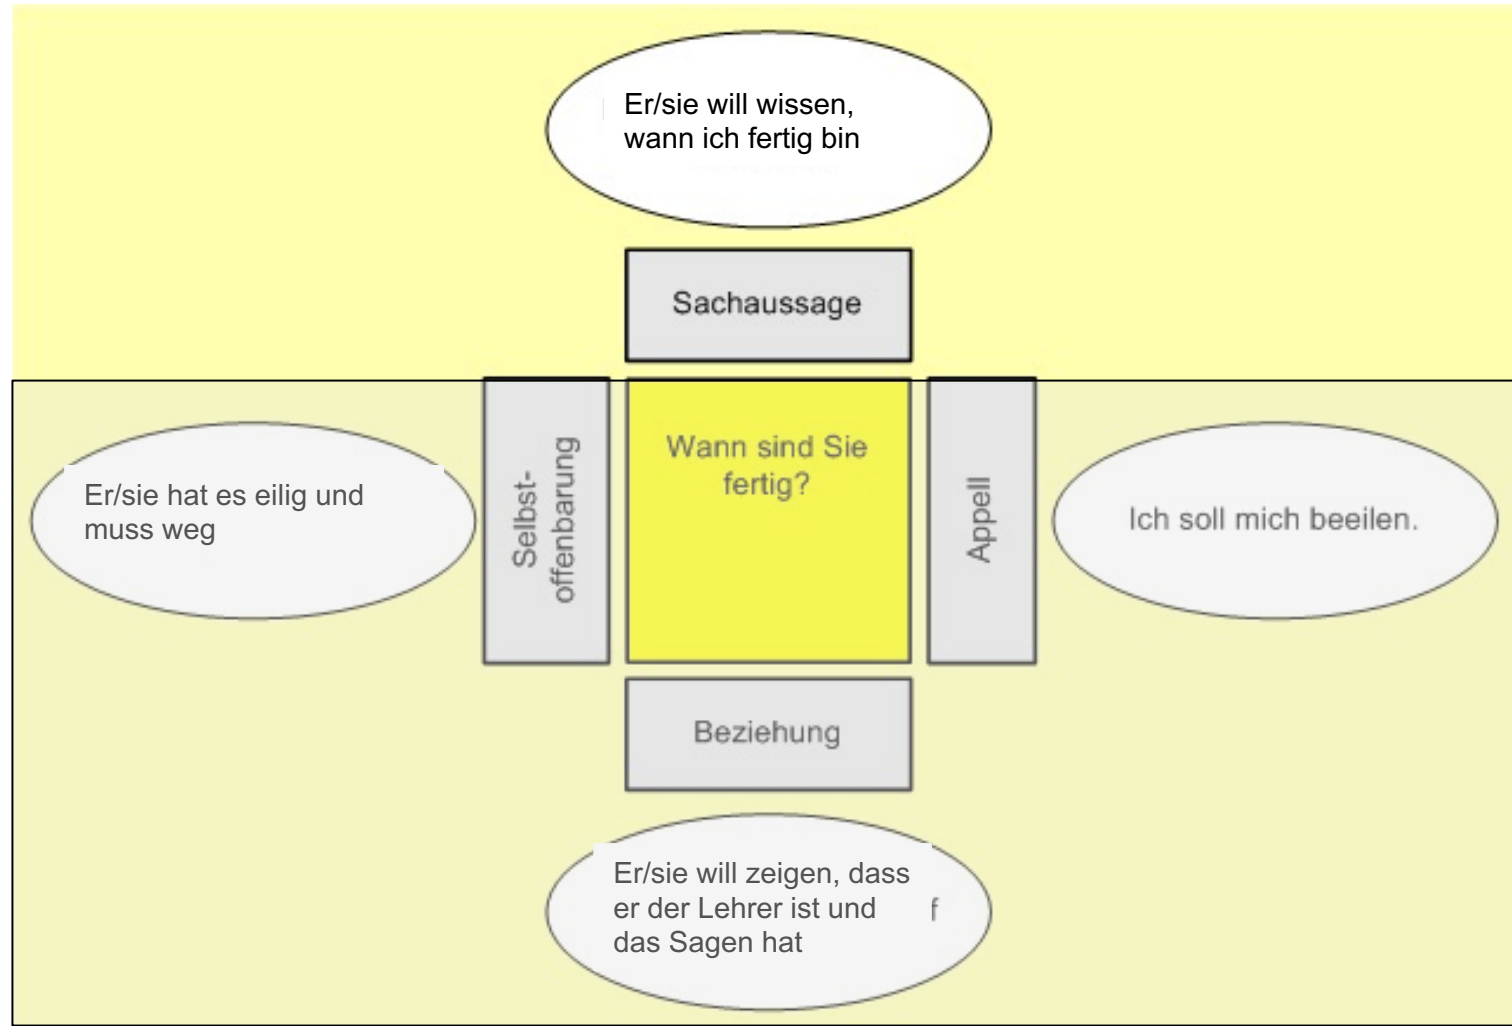 Er/sie will wissen,
wann ich fertig bin
Sachaussage
Er/sie hat es eilig und
muss weg
Selbst-
offenbarung
Wann sind Sie
fertig?
Appell
Ich soll mich beeilen.
Beziehung
Er/sie will zeigen, dass
er der Lehrer ist und
das Sagen hat
f